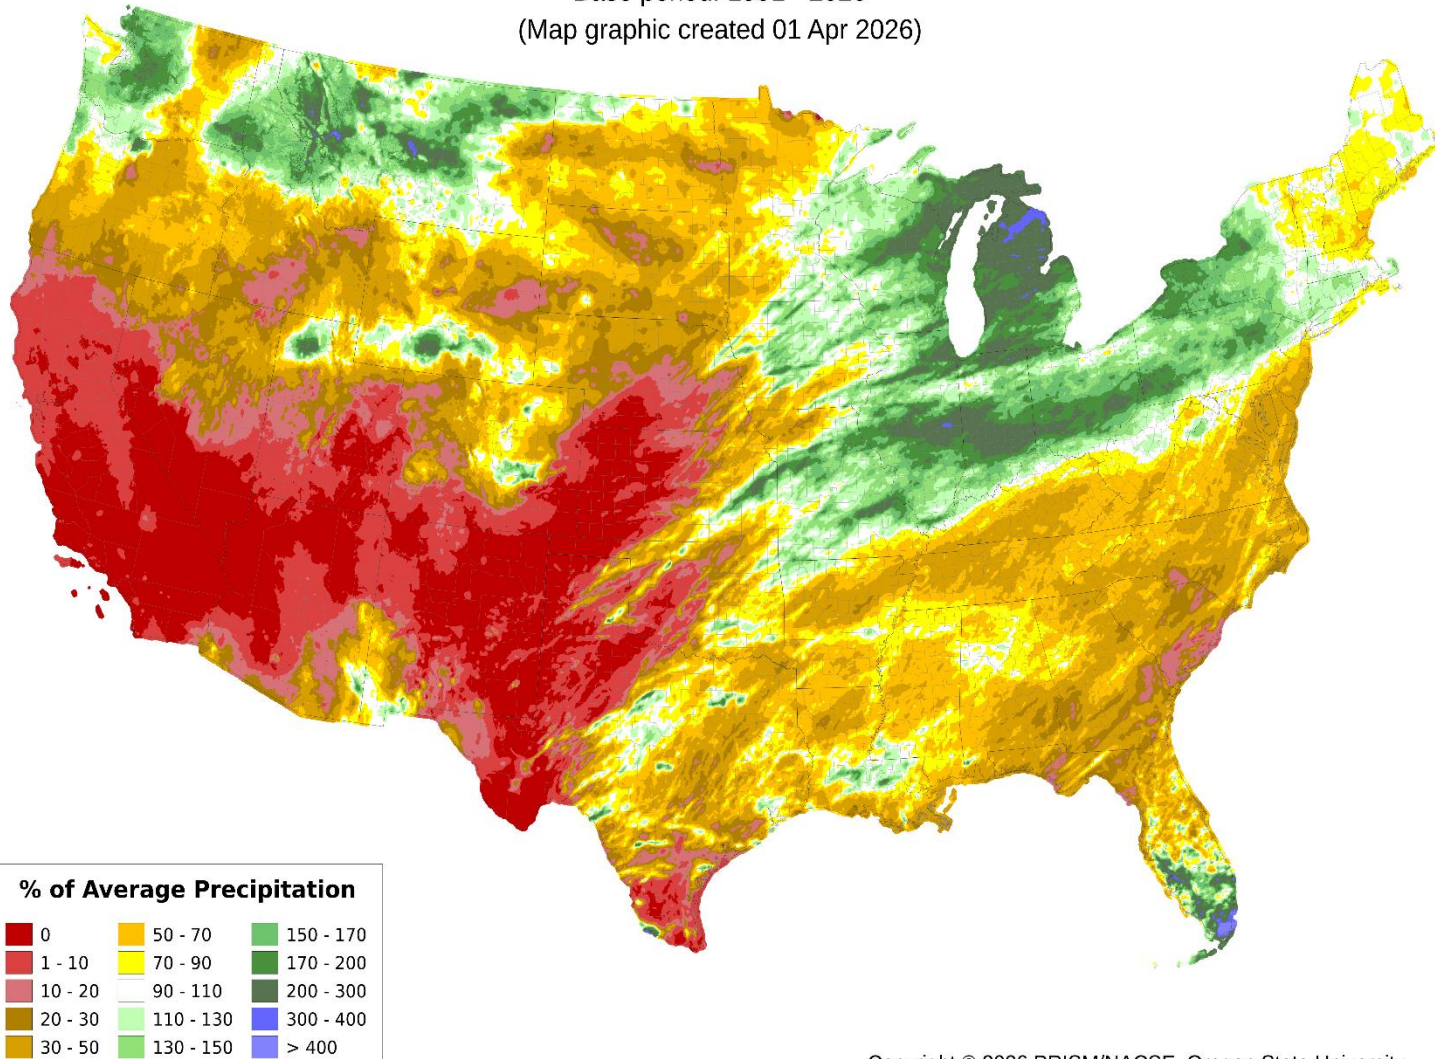 (Map graphic created 01 Apr 2026)
% of Average Precipitation
0
1 - 10
10 - 20
20 - 30
30 - 50
50 - 70
70 - 90
90 - 110
110 - 130
130 - 150
150 - 170
170 - 200
200 - 300
300 - 400
> 400